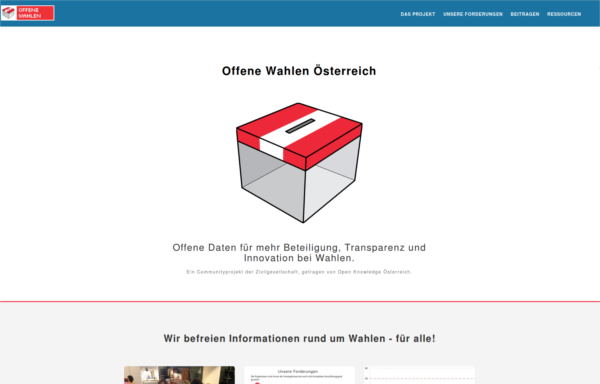 OFFENE
WAHLEN
DAS PROJEKT UNSERE FORDERUNGEN BEITRAGEN RESSOURCEN
Offene Wahlen Österreich
Offene Daten für mehr Beteiligung, Transparenz und
Innovation bei Wahlen.
Ein Communityprojekt der Zivilgesellschaft, getragen von Open Knowledge Österreich.
Wir befreien Informationen rund um Wahlen - für alle!
Unsere Forderungen